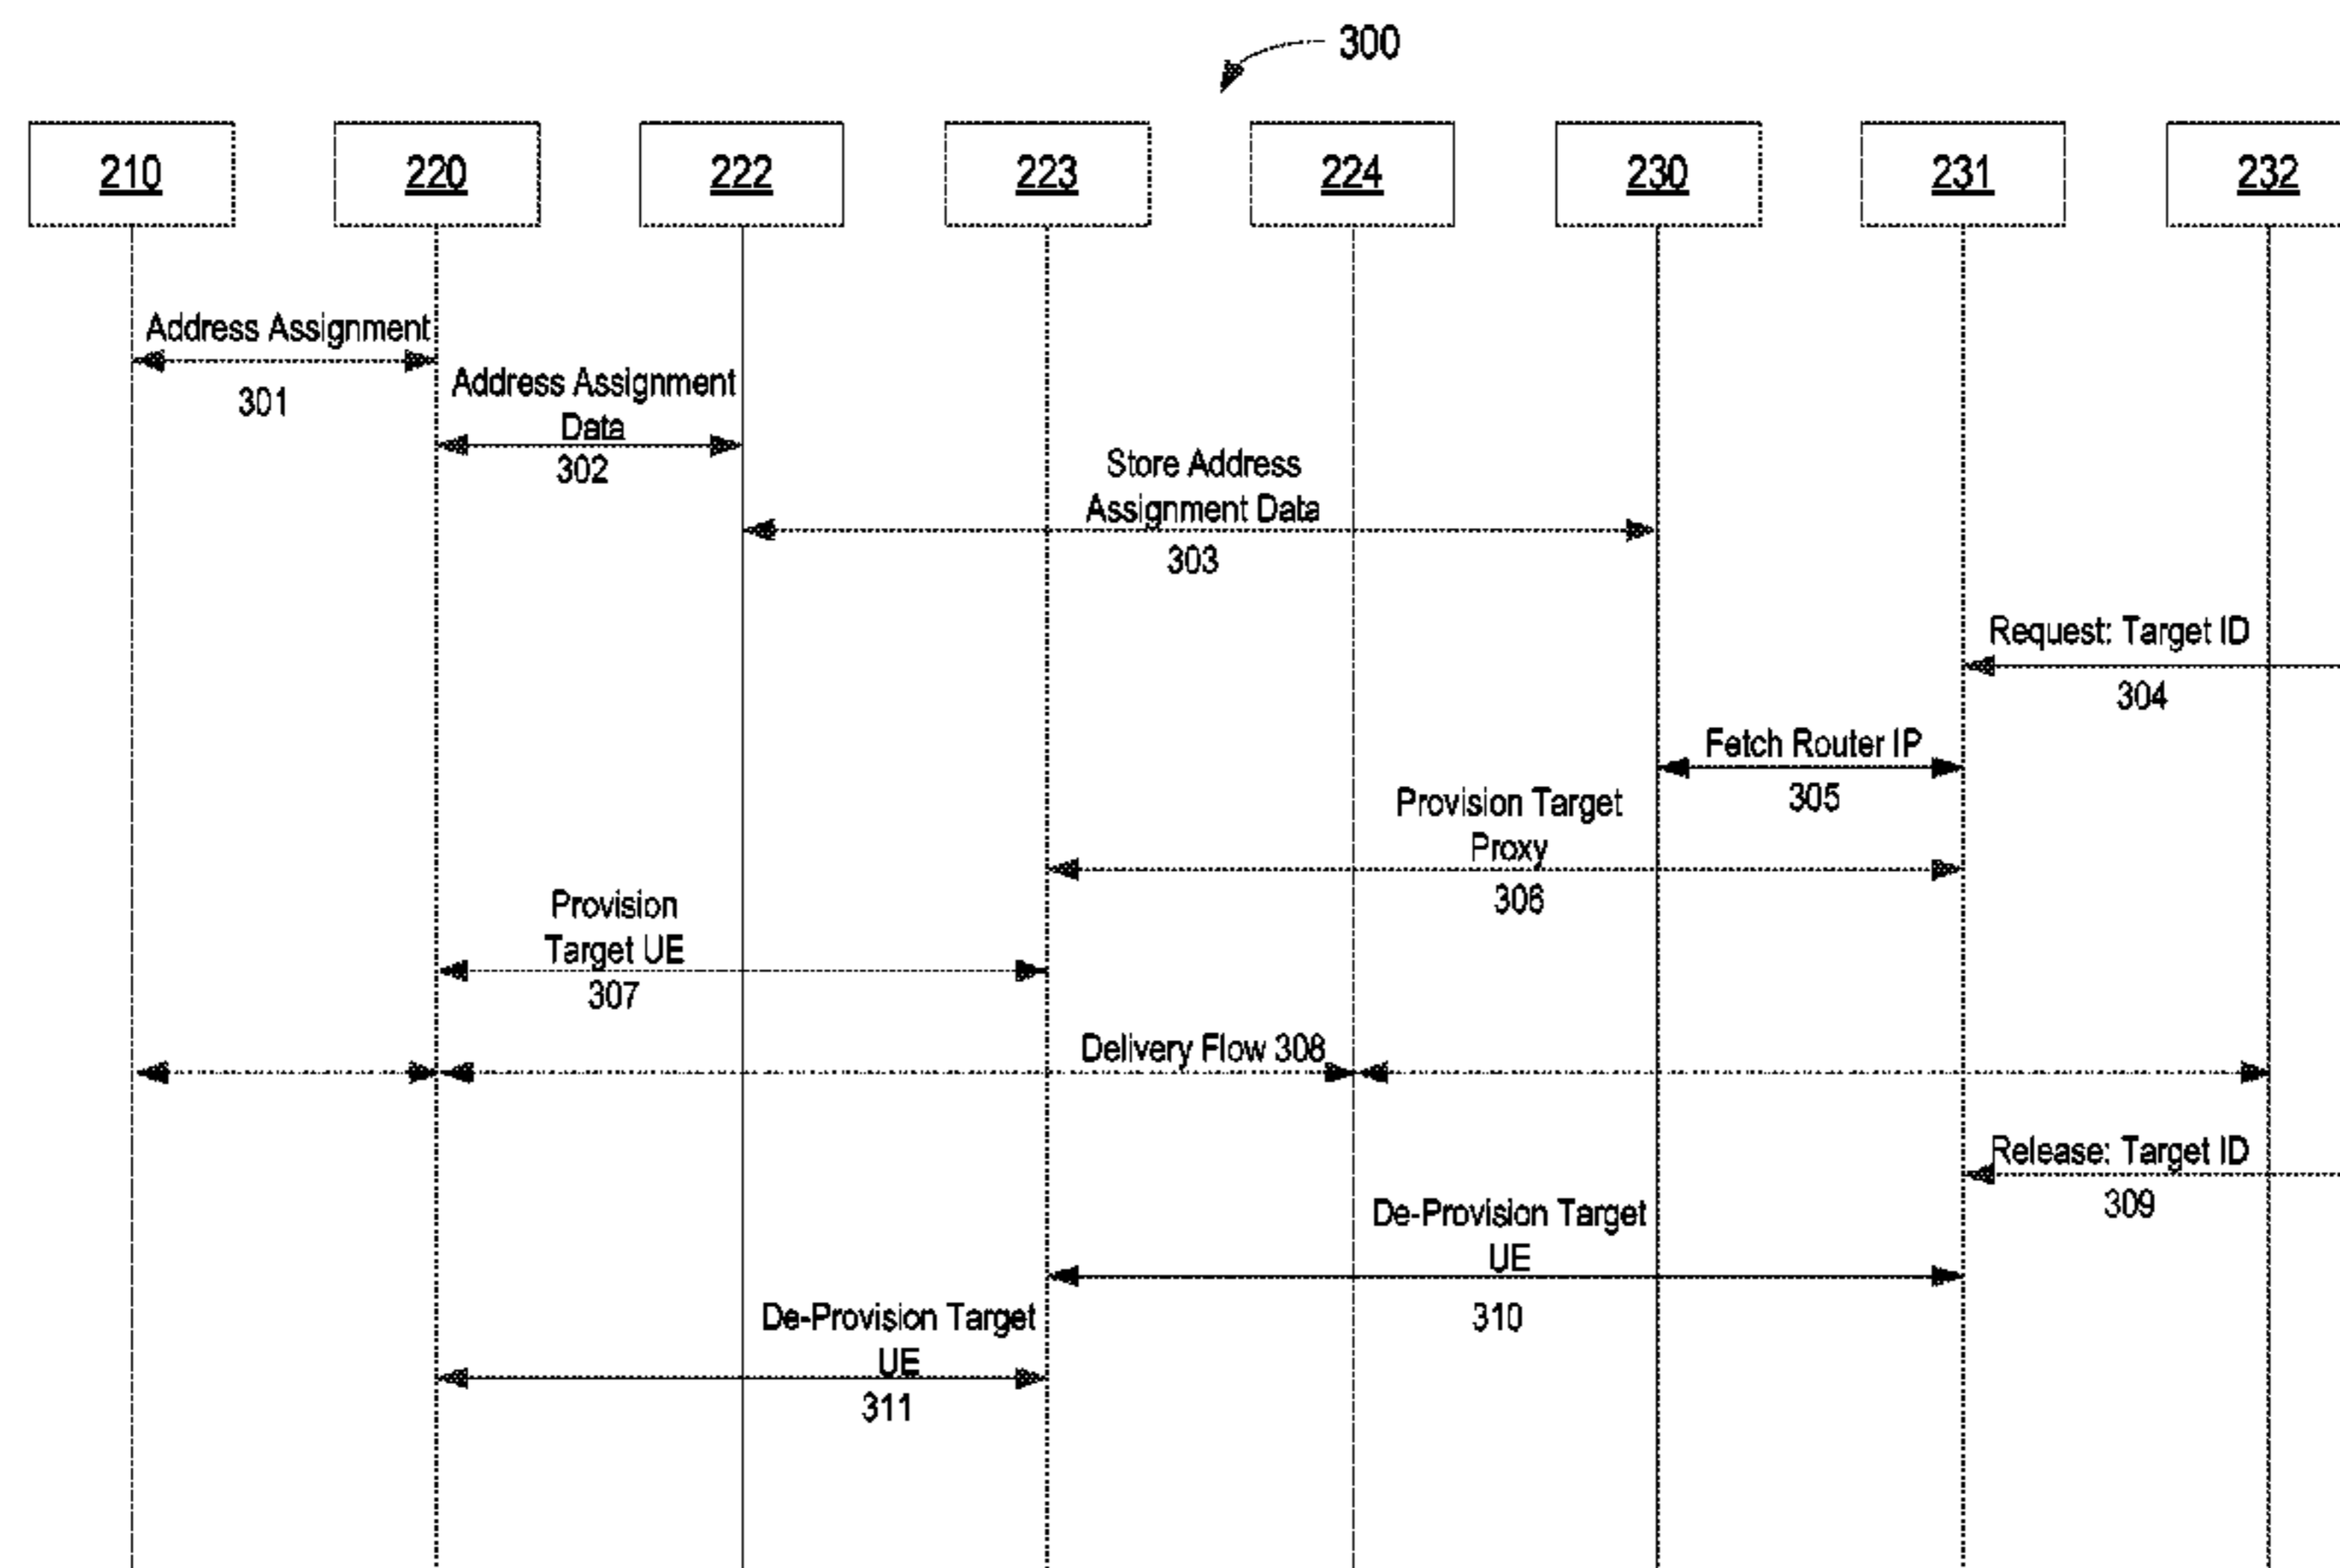 300
210
220
222
223
224
230
231
232
Address Assignment
301
Address Assignment
Data
302
Store Address
Assignment Data
303
Request: Target ID
304
Fetch Router IP
305
Provision Target
Proxy
306
Provision
Target UE
307
Delivery Flow 308
Release: Target ID
309
De-Provision Target
UE
310
De-Provision Target
UE
311